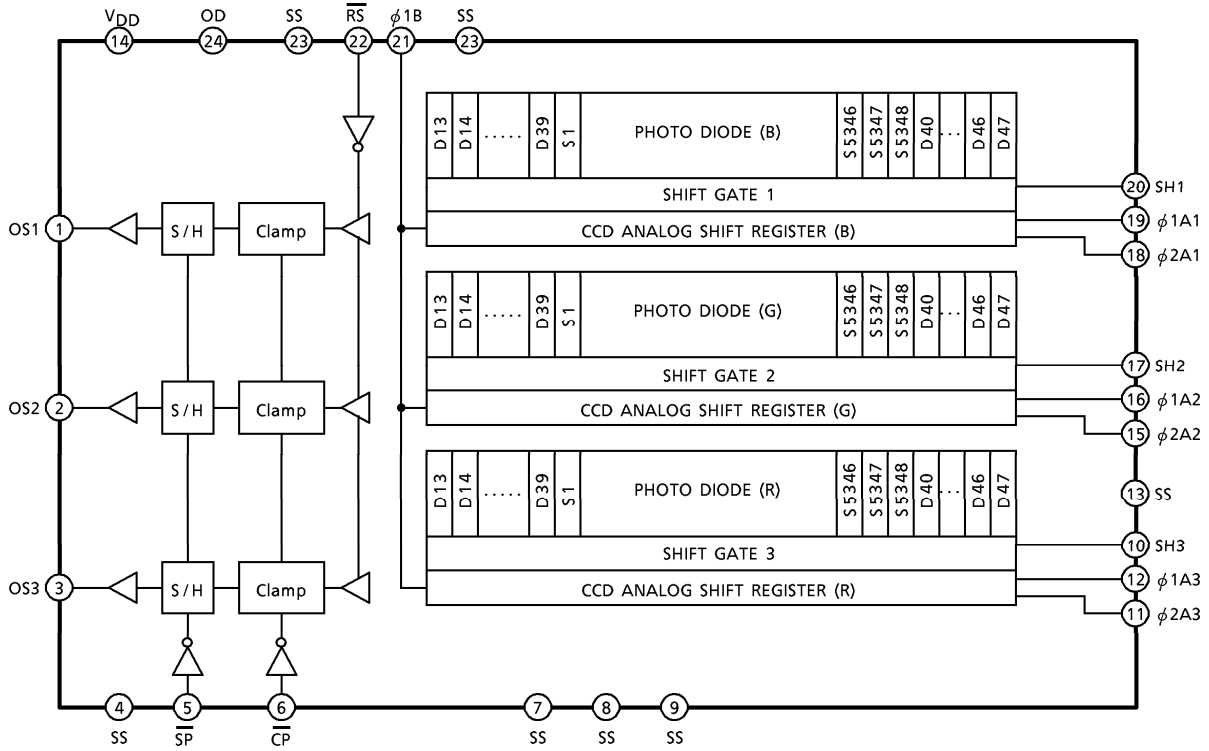 VDD OD SS RS ϕ1B SS
14 24 23 22 21 23
D13 D14 ..... D39 S1 PHOTO DIODE (B) S5346 S5347 S5348 D40 ... D46 D47
SHIFT GATE 1 20 SH1
OS1 1 S/H Clamp CCD ANALOG SHIFT REGISTER (B) 19 ϕ1A1
18 ϕ2A1
D13 D14 ..... D39 S1 PHOTO DIODE (G) S5346 S5347 S5348 D40 ... D46 D47
SHIFT GATE 2 17 SH2
OS2 2 S/H Clamp CCD ANALOG SHIFT REGISTER (G) 16 ϕ1A2
15 ϕ2A2
D13 D14 ..... D39 S1 PHOTO DIODE (R) S5346 S5347 S5348 D40 ... D46 D47
13 SS
SHIFT GATE 3 10 SH3
OS3 3 S/H Clamp CCD ANALOG SHIFT REGISTER (R) 12 ϕ1A3
11 ϕ2A3
4 5 6 7 8 9
SS SP CP SS SS SS